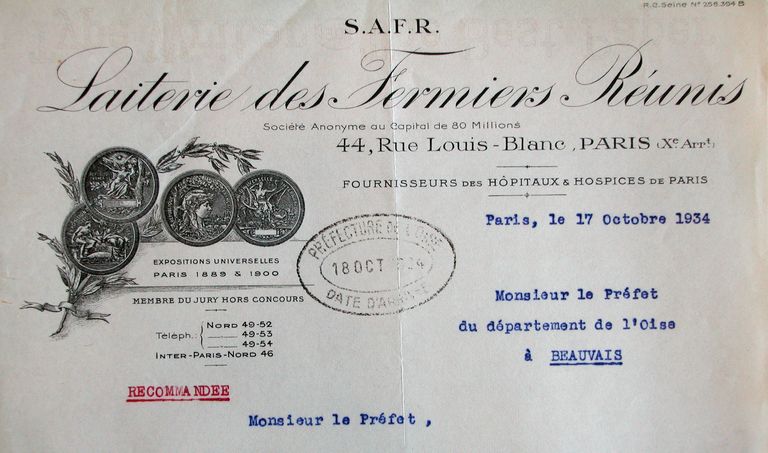 R.C. Seine Nº 256.394 B
S.A.F.R.
Laiterie des Fermiers Réunis
Société Anonyme au Capital de 80 Millions
44, Rue Louis-Blanc, PARIS (Xe Arrt)
FOURNISSEURS DES HÔPITAUX & HOSPICES DE PARIS
Paris, le 17 Octobre 1934
PRÉFECTURE DE L'OISE
18 OCT 1934
DATE D'ARRIVÉE
EXPOSITIONS UNIVERSELLES
PARIS 1889 & 1900
MEMBRE DU JURY HORS CONCOURS
Téléph.: NORD 49-52
49-53
49-54
INTER-PARIS-NORD 46
Monsieur le Préfet
du département de l'Oise
à BEAUVAIS
RECOMMANDEE
Monsieur le Préfet,